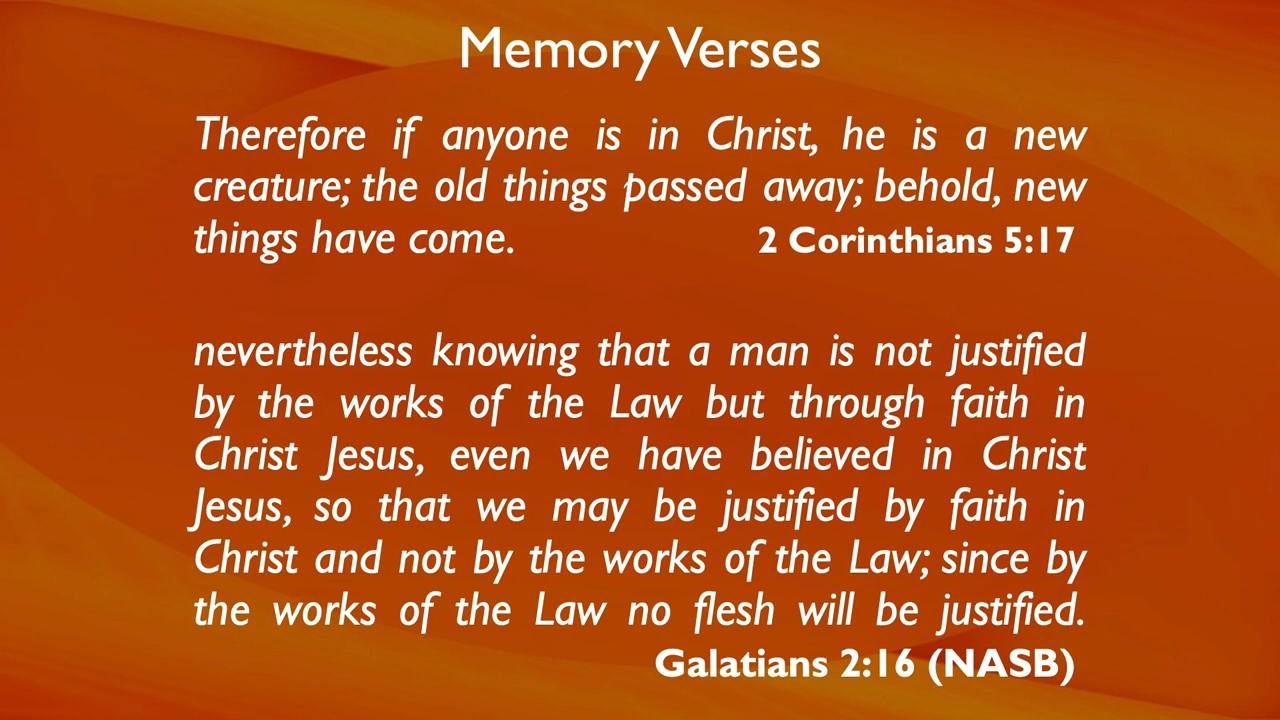 Memory Verses
Therefore if anyone is in Christ, he is a new
creature; the old things passed away; behold, new
things have come. 2 Corinthians 5:17
nevertheless knowing that a man is not justified
by the works of the Law but through faith in
Christ Jesus, even we have believed in Christ
Jesus, so that we may be justified by faith in
Christ and not by the works of the Law; since by
the works of the Law no flesh will be justified.
Galatians 2:16 (NASB)